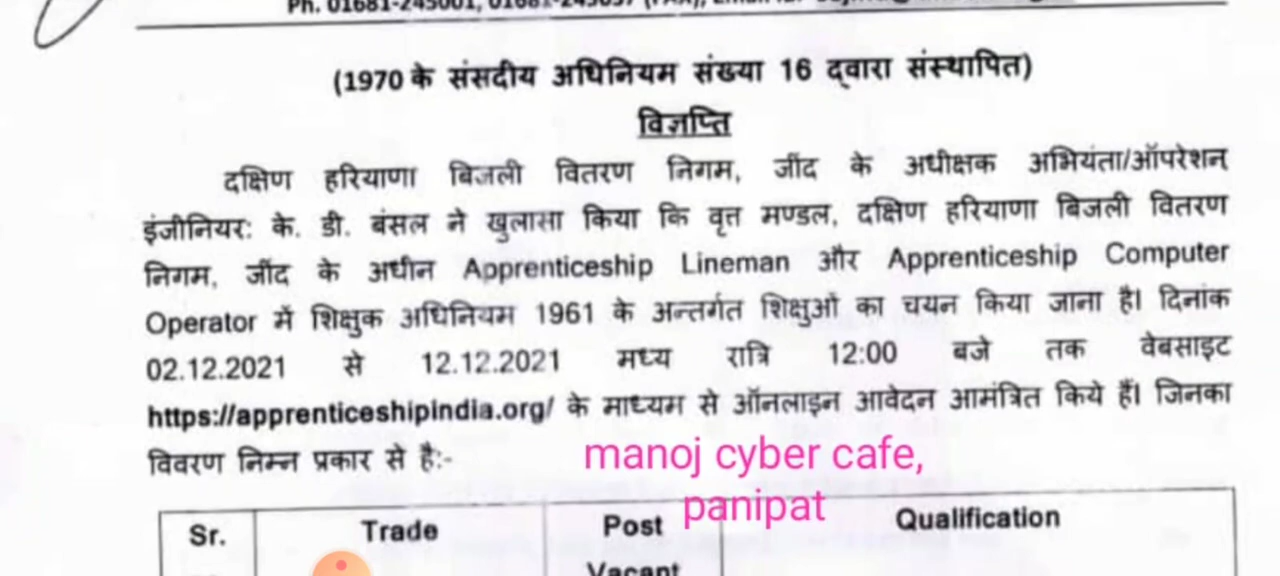 (1970 के संसदीय अधिनियम संख्या 16 द्वारा संस्थापित)
विज्ञप्ति
दक्षिण हरियाणा बिजली वितरण निगम, जींद के अधीक्षक अभियंता/ऑपरेशन
इंजीनियर: के. डी. बंसल ने खुलासा किया कि वृत्त मण्डल, दक्षिण हरियाणा बिजली वितरण
निगम, जींद के अधीन Apprenticeship Lineman और Apprenticeship Computer
Operator में शिक्षुक अधिनियम 1961 के अन्तर्गत शिक्षुओं का चयन किया जाना है। दिनांक
02.12.2021 से 12.12.2021 मध्य रात्रि 12:00 बजे तक वेबसाइट
https://apprenticeshipindia.org/ के माध्यम से ऑनलाइन आवेदन आमंत्रित किये हैं। जिनका
विवरण निम्न प्रकार से है:-
manoj cyber cafe,
panipat
Sr. Trade Post Qualification
Vacant